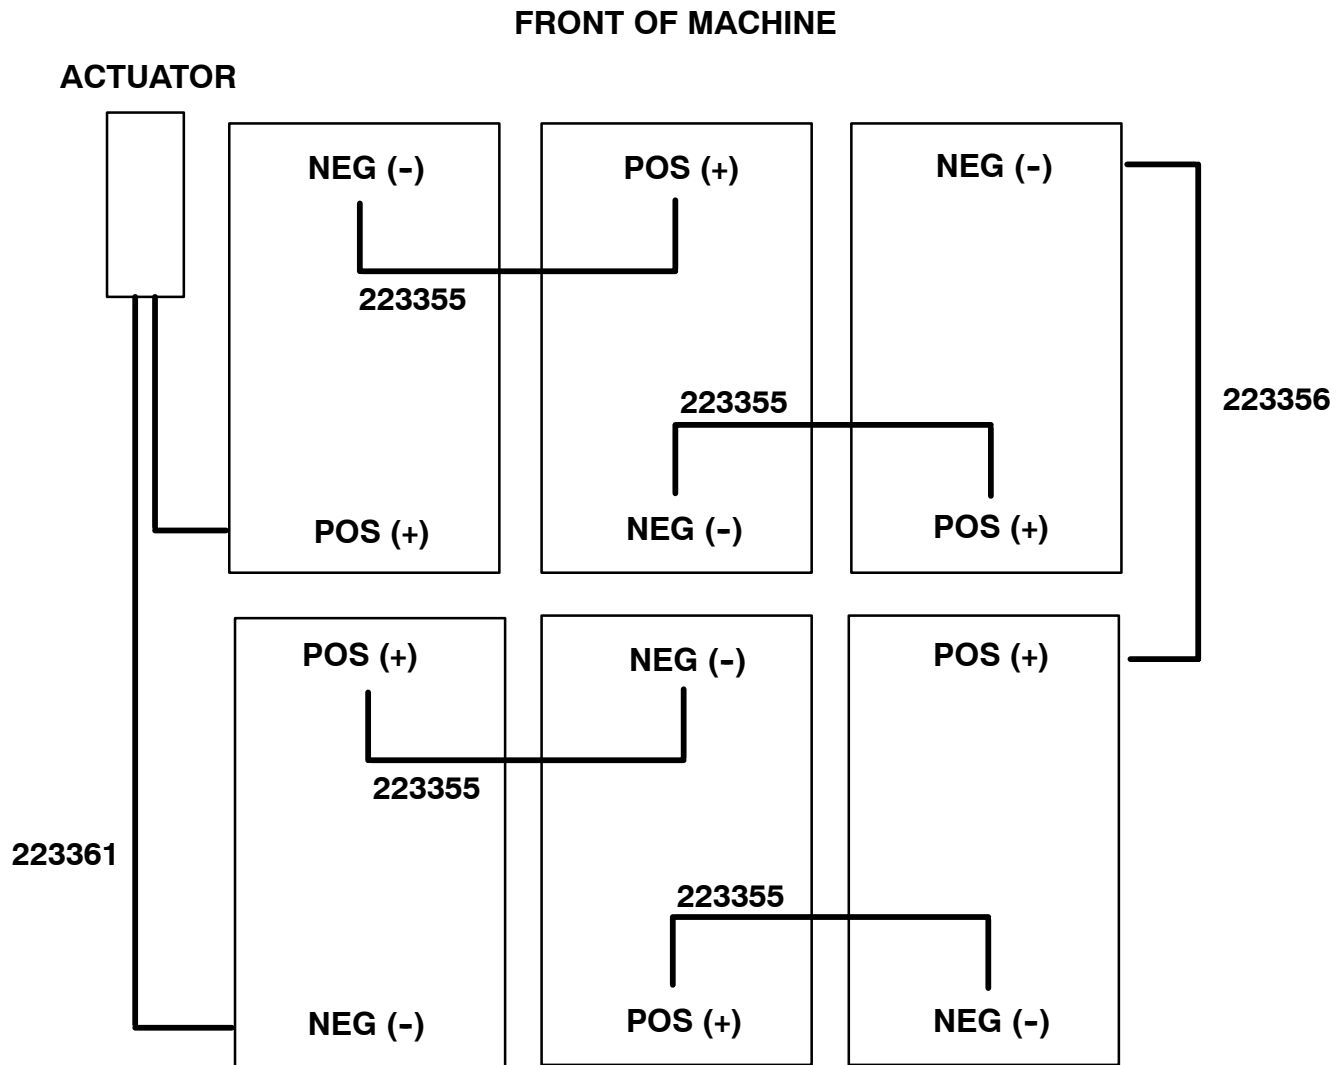 FRONT OF MACHINE
ACTUATOR
NEG (-)
POS (+)
NEG (-)
223355
223355
223356
POS (+)
NEG (-)
POS (+)
POS (+)
NEG (-)
POS (+)
223355
223361
223355
NEG (-)
POS (+)
NEG (-)